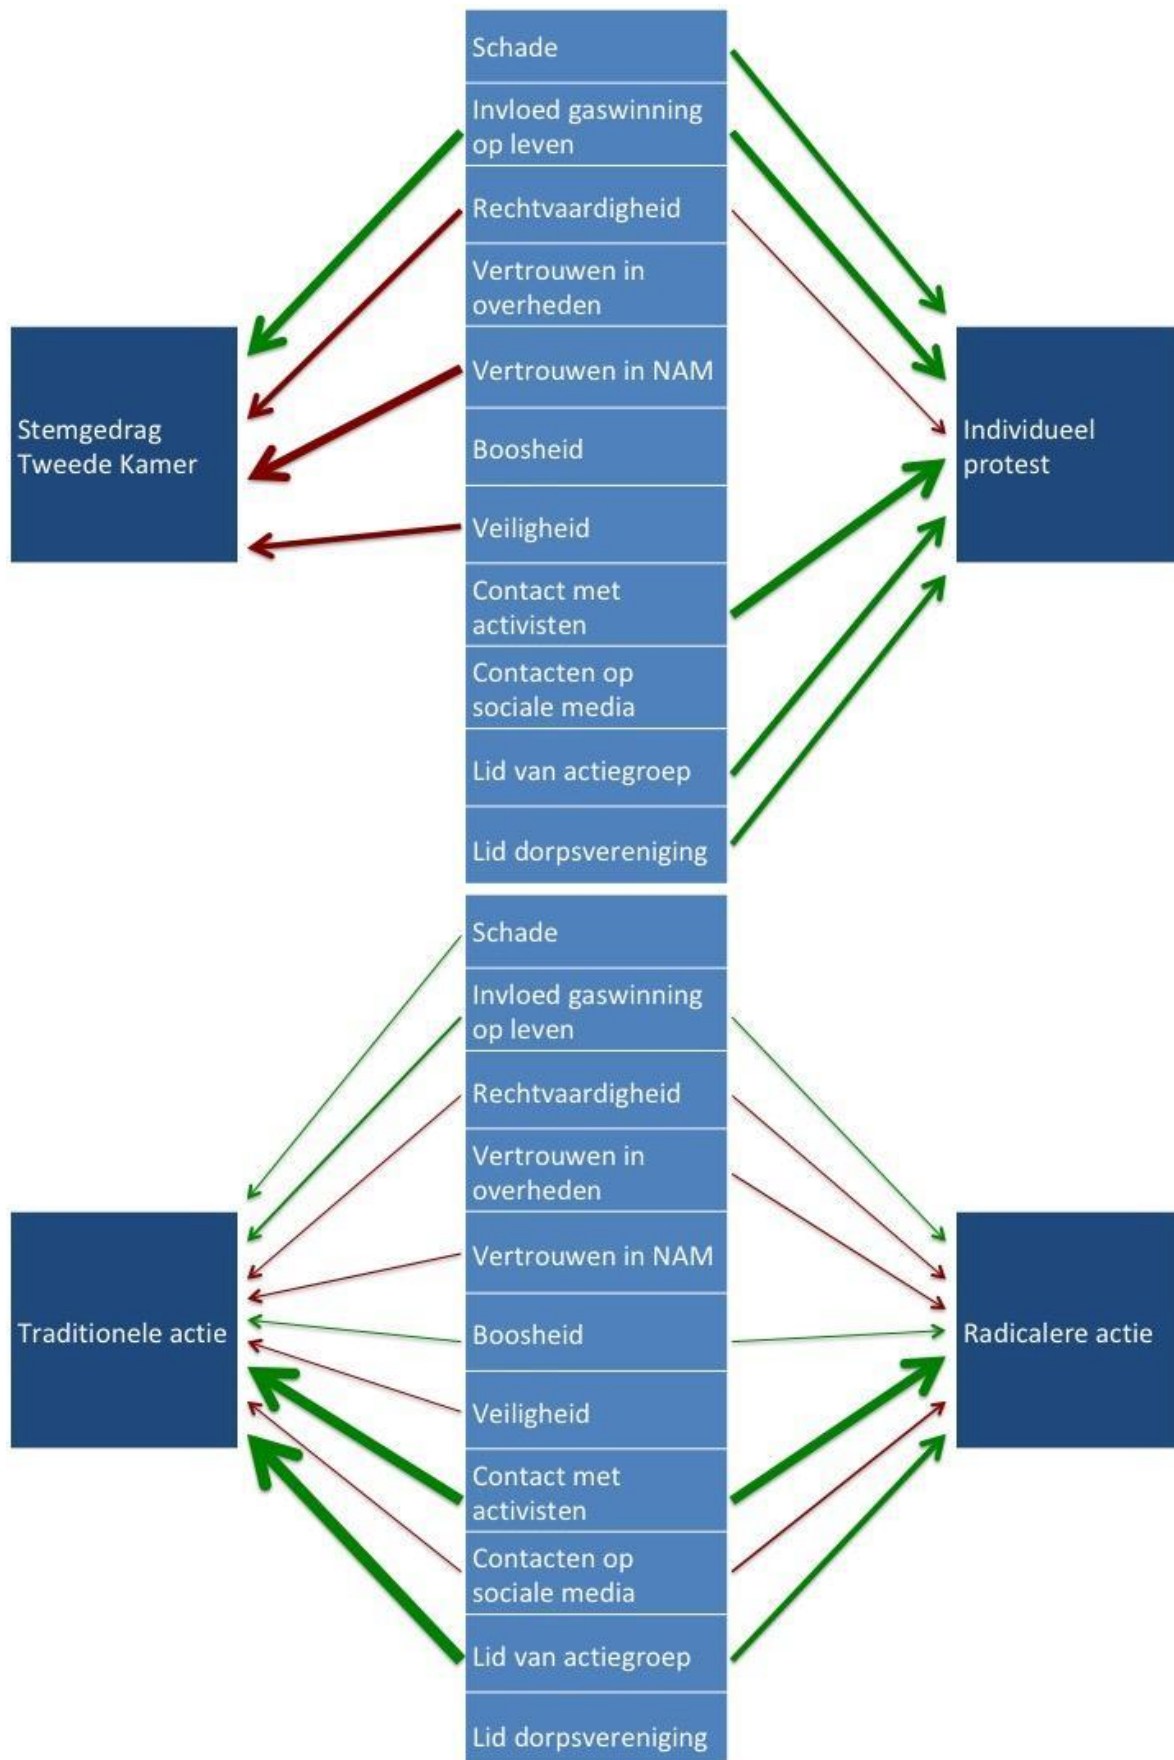 Schade
Invloed gaswinning
op leven
Rechtvaardigheid
Vertrouwen in
overheden
Vertrouwen in NAM
Stemgedrag
Tweede Kamer
Individueel
protest
Boosheid
Veiligheid
Contact met
activisten
Contacten op
sociale media
Lid van actiegroep
Lid dorpsvereniging
Schade
Invloed gaswinning
op leven
Rechtvaardigheid
Vertrouwen in
overheden
Vertrouwen in NAM
Traditionele actie
Boosheid
Radicalere actie
Veiligheid
Contact met
activisten
Contacten op
sociale media
Lid van actiegroep
Lid dorpsvereniging